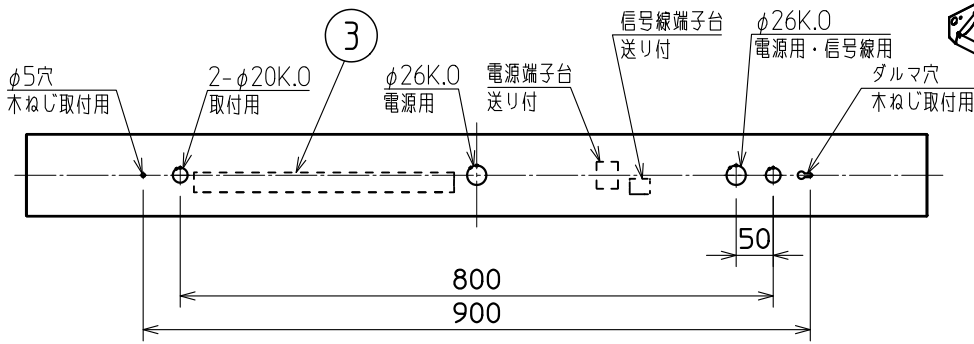 ③
信号線端子台
送り付
φ26K.O
電源用・信号線用
φ5穴
木ねじ取付用
2-φ20K.O
取付用
φ26K.O
電源用
電源端子台
送り付
ダルマ穴
木ねじ取付用
50
800
900